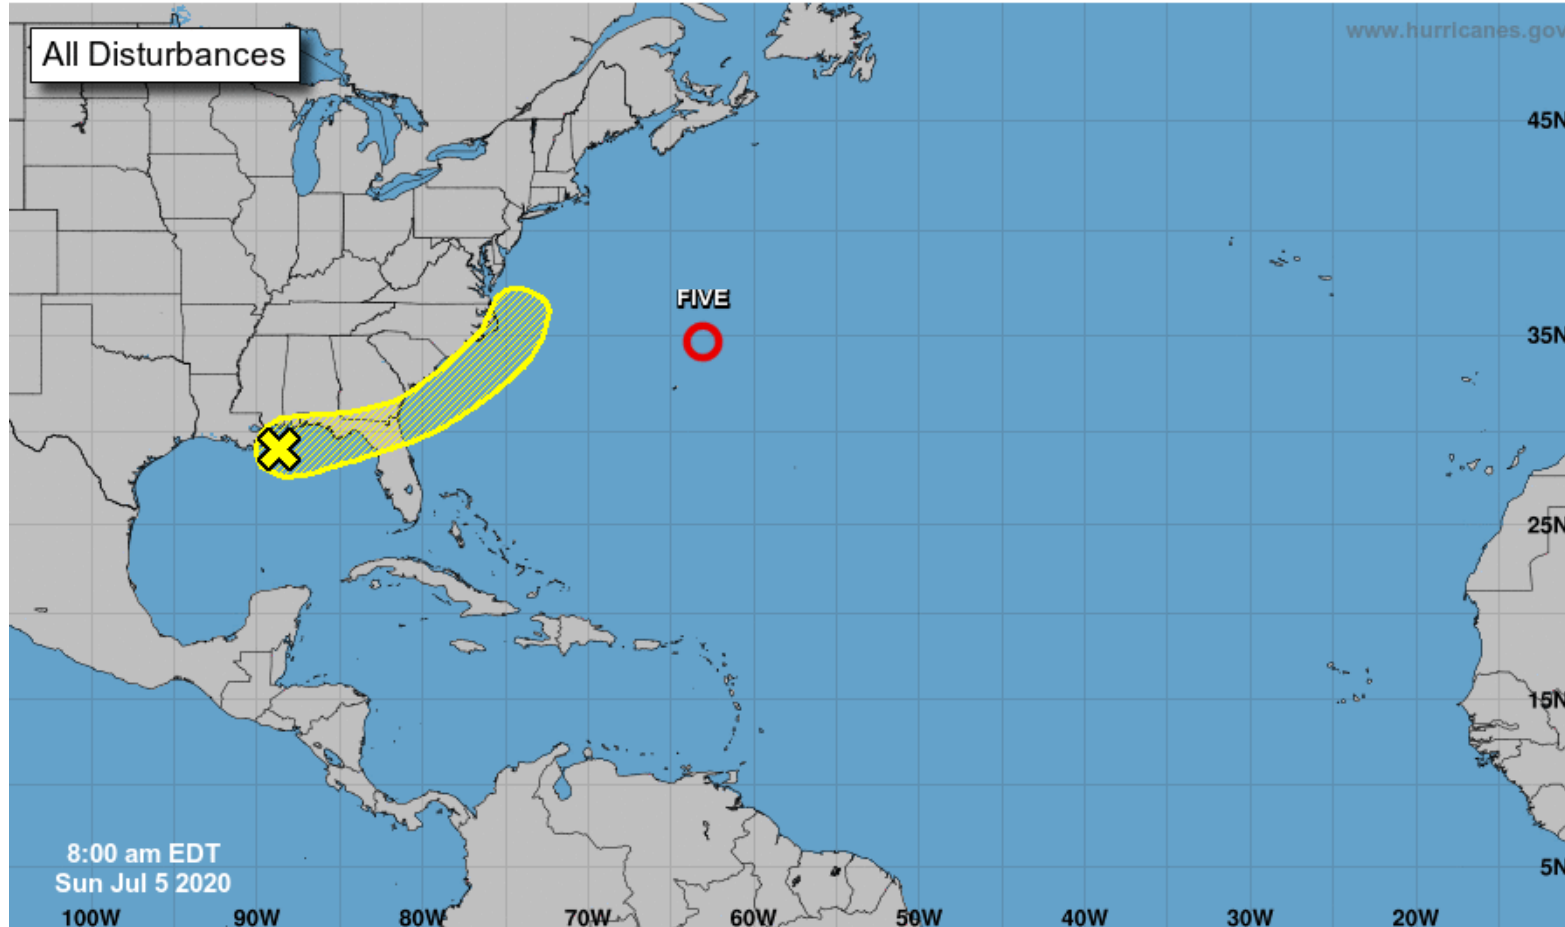 All Disturbances
www.hurricanes.gov
45N
FIVE
35N
25N
15N
8:00 am EDT
5N
Sun Jul 5 2020
100W 90W 80W 70W 60W 50W 40W 30W 20W